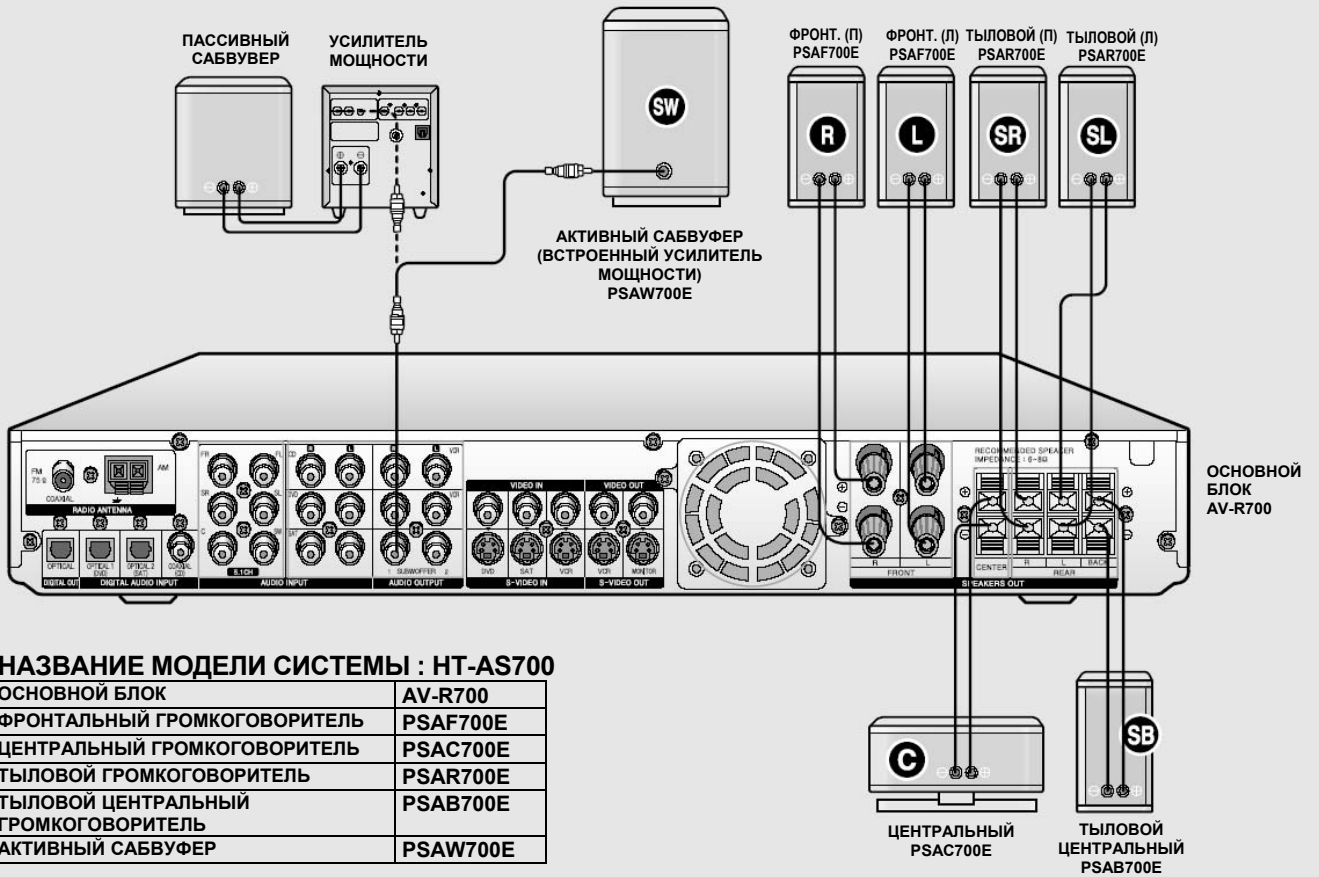 ПАССИВНЫЙ
САБВУВЕР
УСИЛИТЕЛЬ
МОЩНОСТИ
SW
АКТИВНЫЙ САБВУФЕР
(ВСТРОЕННЫЙ УСИЛИТЕЛЬ
МОЩНОСТИ)
PSAW700E
ФРОНТ. (П)
PSAF700E
ФРОНТ. (Л)
PSAF700E
ТЫЛОВОЙ (П)
PSAR700E
ТЫЛОВОЙ (Л)
PSAR700E
R
L
SR
SL
FM
75 Ω
COAXIAL
AM
RADIO ANTENNA
OPTICAL
OPTICAL 1
(DVD)
OPTICAL 2
(SAT)
COAXIAL
(CD)
DIGITAL OUT
DIGITAL AUDIO INPUT
FR
FL
SR
SL
C
SW
5.1CH
CD
DVD
SAT
R
L
AUDIO INPUT
R
L
VCR
VCR
1 SUBWOFFER 2
AUDIO OUTPUT
VIDEO IN
VIDEO OUT
DVD
SAT
VCR
VCR
MONITOR
S-VIDEO IN
S-VIDEO OUT
RECOMMENDED SPEAKER
IMPEDANCE : 6~8Ω
R
L
FRONT
CENTER
R
L
BACK
REAR
SPEAKERS OUT
ОСНОВНОЙ
БЛОК
AV-R700
НАЗВАНИЕ МОДЕЛИ СИСТЕМЫ : HT-AS700
ОСНОВНОЙ БЛОК AV-R700
ФРОНТАЛЬНЫЙ ГРОМКОГОВОРИТЕЛЬ PSAF700E
ЦЕНТРАЛЬНЫЙ ГРОМКОГОВОРИТЕЛЬ PSAC700E
ТЫЛОВОЙ ГРОМКОГОВОРИТЕЛЬ PSAR700E
ТЫЛОВОЙ ЦЕНТРАЛЬНЫЙ PSAB700E
ГРОМКОГОВОРИТЕЛЬ
АКТИВНЫЙ САБВУФЕР PSAW700E
C
ЦЕНТРАЛЬНЫЙ
PSAC700E
SB
ТЫЛОВОЙ
ЦЕНТРАЛЬНЫЙ
PSAB700E